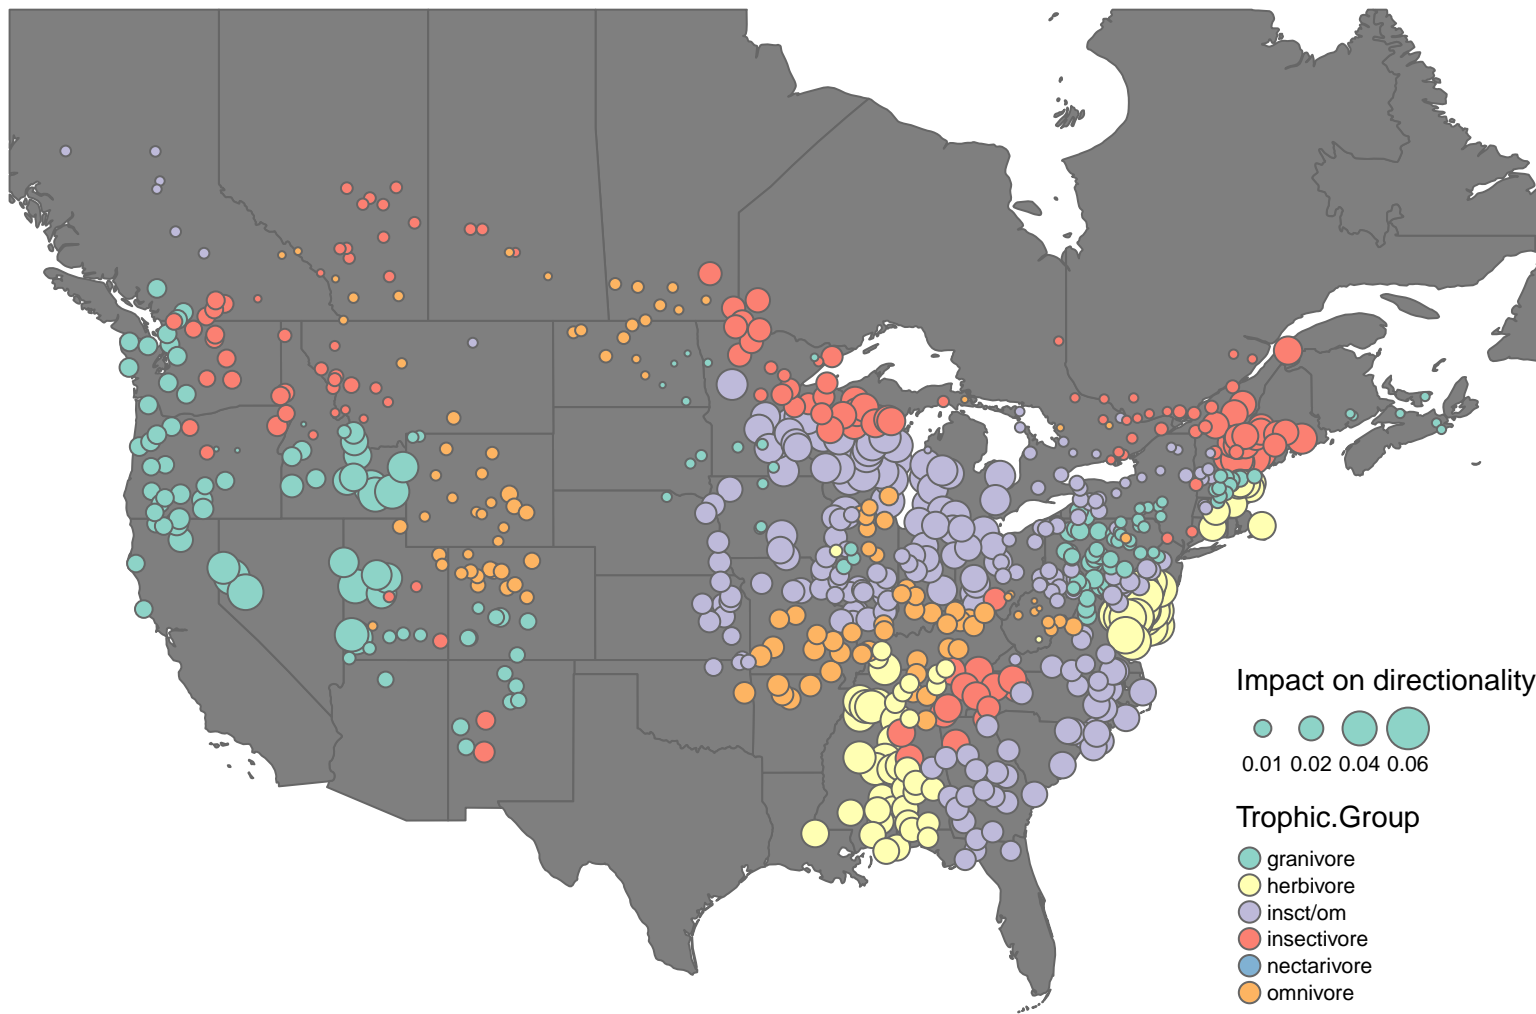 Impact on directionality
0.01 0.02 0.04 0.06
Trophic.Group
granivore
herbivore
insct/om
insectivore
nectarivore
omnivore